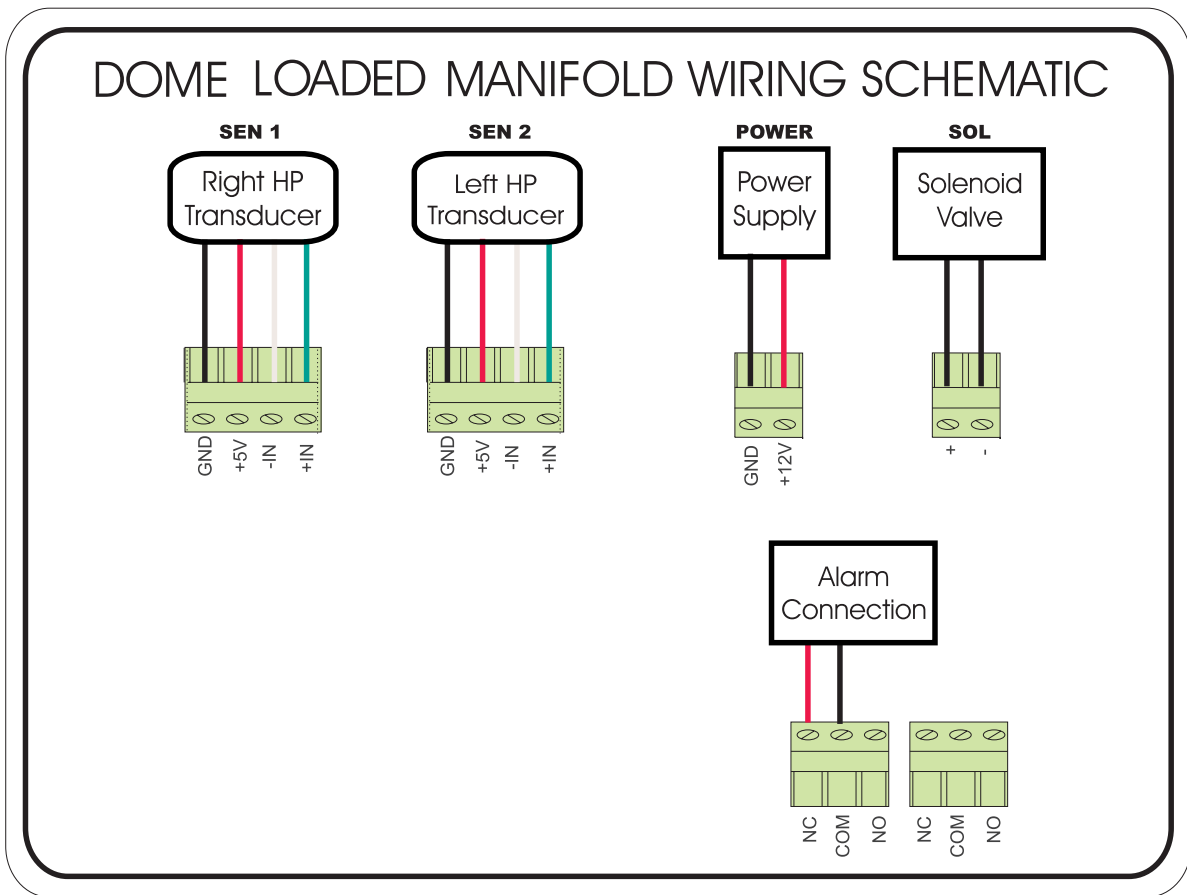 DOME LOADED MANIFOLD WIRING SCHEMATIC
SEN 1
Right HP
Transducer
GND +5V -IN +IN
SEN 2
Left HP
Transducer
GND +5V -IN +IN
POWER
Power
Supply
GND +12V
SOL
Solenoid
Valve
+ -
Alarm
Connection
NC COM NO
NC COM NO